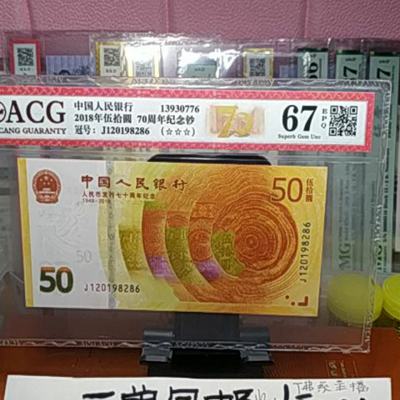 ACG
CANG GUARANTY
中国人民银行 13930776
2018年伍拾圆 70周年纪念钞
冠号: J120198286 (☆☆☆)
70
67 EPQ
Superb Gem Unc
中国人民银行
人民币发行七十周年纪念
1948-2018
50 伍拾圆
50
J120198286
J120198286